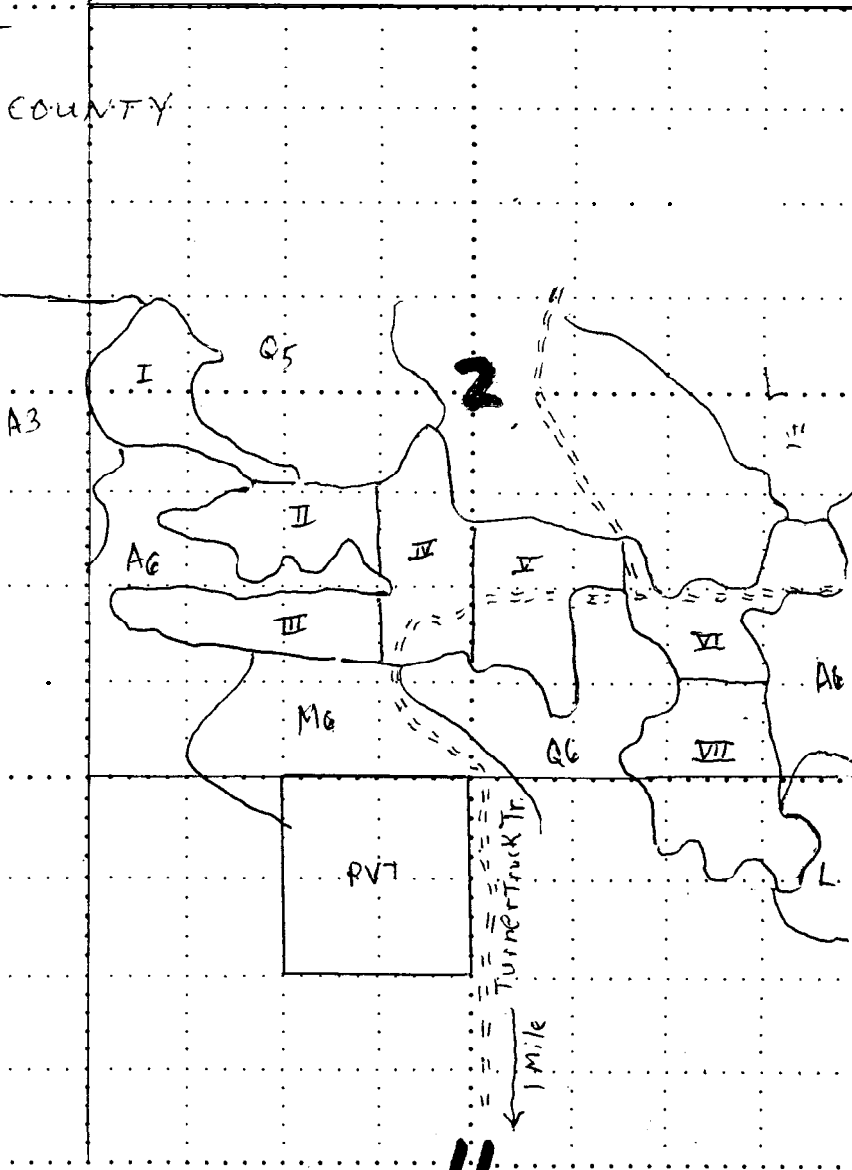 COUNTY
Q5
I
2
A3
II
IV
V
A6
III
VI
M6
A6
Q6
VII
PVT
L
Turner Truck Tr.
1 Mile
11